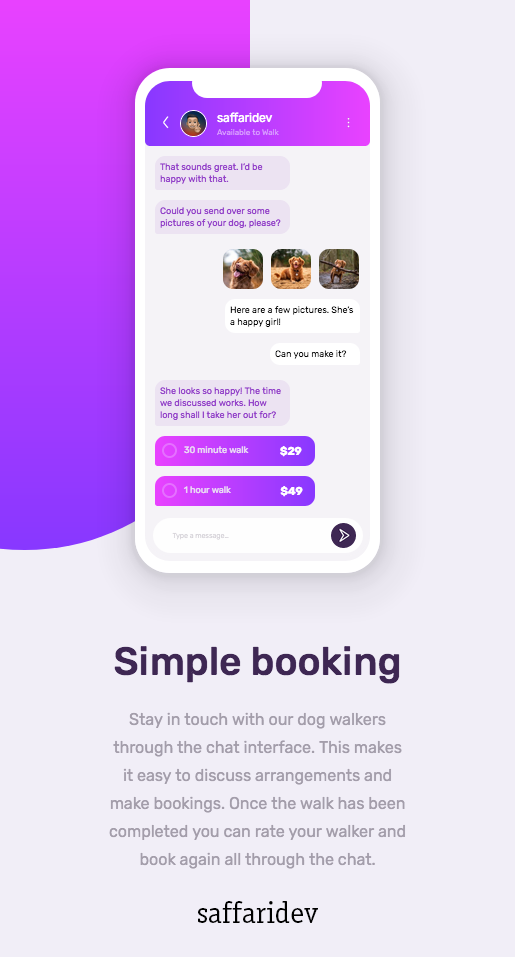 saffaridev
Available to Walk
That sounds great. I'd be
happy with that.
Could you send over some
pictures of your dog, please?
Here are a few pictures. She's
a happy girl!
Can you make it?
She looks so happy! The time
we discussed works. How
long shall I take her out for?
30 minute walk $29
1 hour walk $49
Type a message...
Simple booking
Stay in touch with our dog walkers
through the chat interface. This makes
it easy to discuss arrangements and
make bookings. Once the walk has been
completed you can rate your walker and
book again all through the chat.
saffaridev